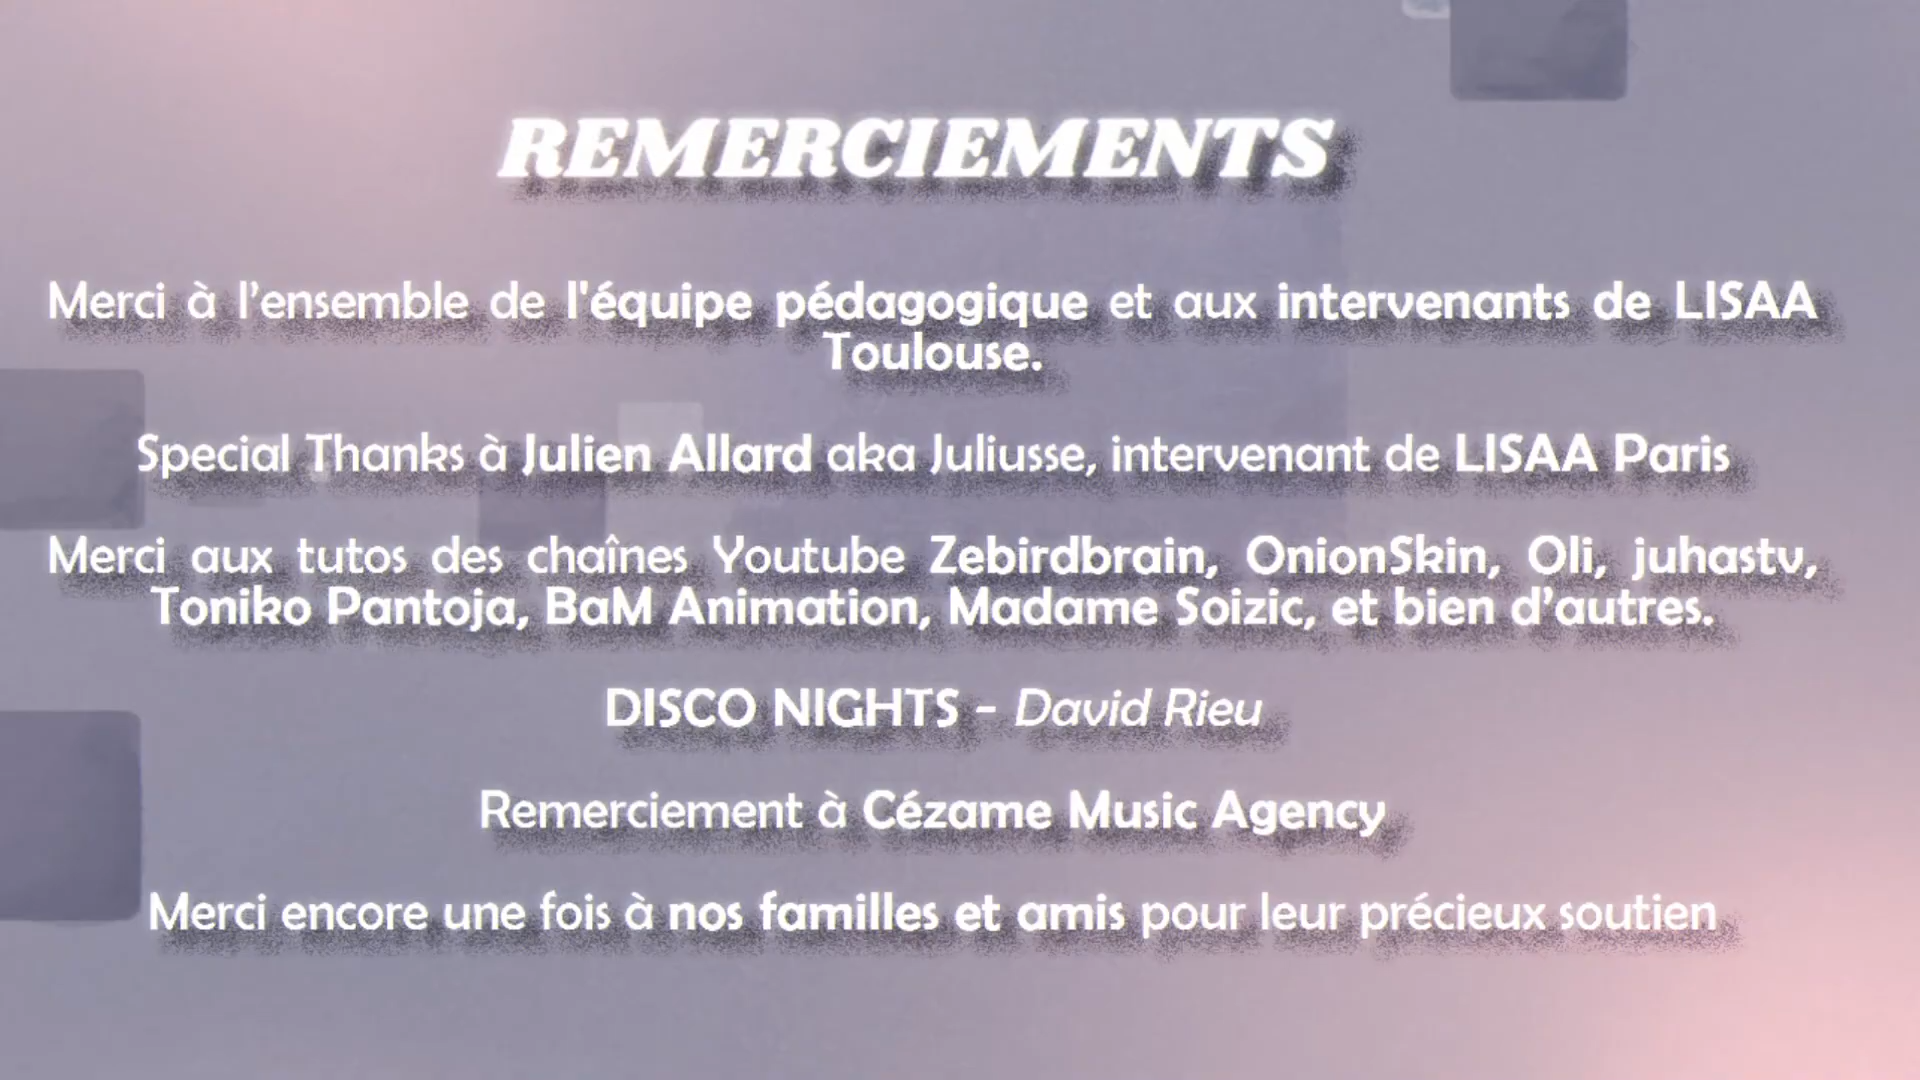 REMERCIEMENTS
Merci à l’ensemble de l'équipe pédagogique et aux intervenants de LISAA
Toulouse.
Special Thanks à Julien Allard aka Juliusse, intervenant de LISAA Paris
Merci aux tutos des chaînes Youtube Zebirdbrain, OnionSkin, Oli, juhastv,
Toniko Pantoja, BaM Animation, Madame Soizic, et bien d’autres.
DISCO NIGHTS - David Rieu
Remerciement à Cézame Music Agency
Merci encore une fois à nos familles et amis pour leur précieux soutien